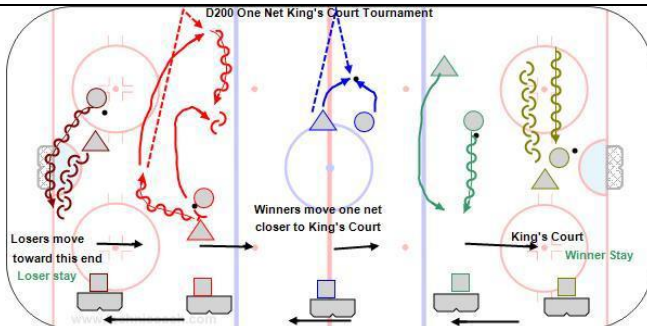 D200 One Net King's Court Tournament
Losers move
toward this end
Loser stay
Winners move one net
closer to King's Court
King's Court
Winner Stay